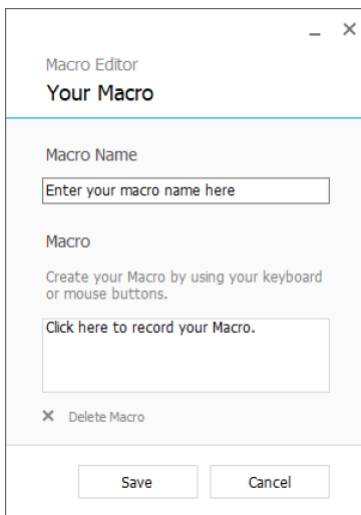 Macro Editor
Your Macro
Macro Name
Enter your macro name here
Macro
Create your Macro by using your keyboard
or mouse buttons.
Click here to record your Macro.
Delete Macro
Save Cancel